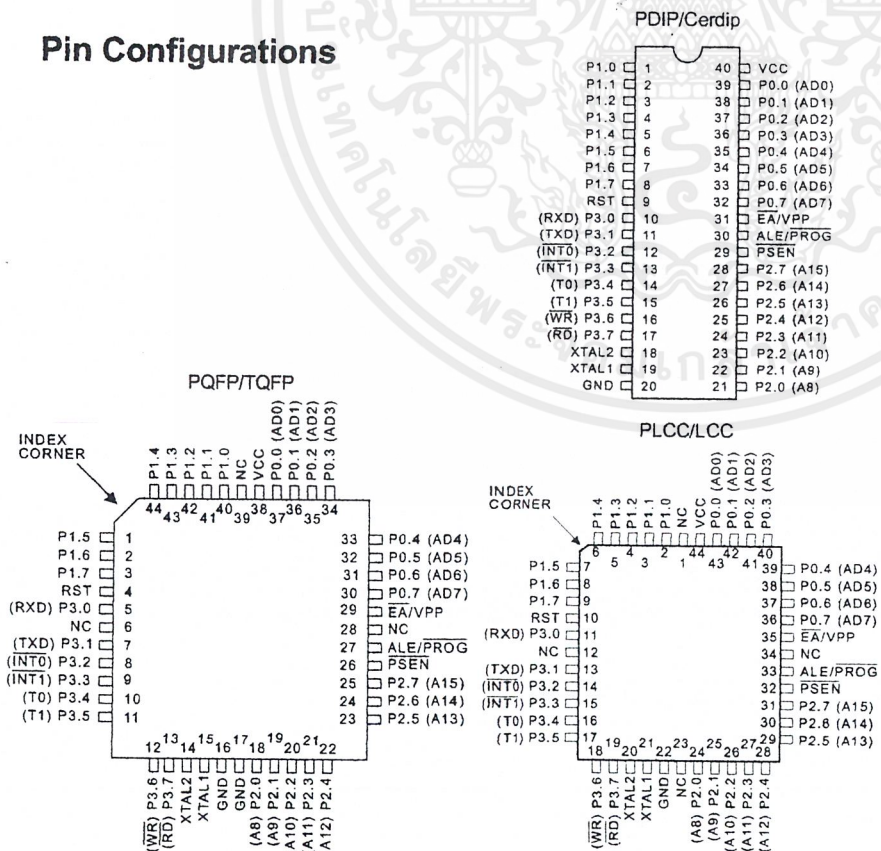 Pin Configurations
PDIP/Cerdip
P1.0 1 40 VCC
P1.1 2 39 P0.0 (AD0)
P1.2 3 38 P0.1 (AD1)
P1.3 4 37 P0.2 (AD2)
P1.4 5 36 P0.3 (AD3)
P1.5 6 35 P0.4 (AD4)
P1.6 7 34 P0.5 (AD5)
P1.7 8 33 P0.6 (AD6)
RST 9 32 P0.7 (AD7)
(RXD) P3.0 10 31 EA/VPP
(TXD) P3.1 11 30 ALE/PROG
(INT0) P3.2 12 29 PSEN
(INT1) P3.3 13 28 P2.7 (A15)
(T0) P3.4 14 27 P2.6 (A14)
(T1) P3.5 15 26 P2.5 (A13)
(WR) P3.6 16 25 P2.4 (A12)
(RD) P3.7 17 24 P2.3 (A11)
XTAL2 18 23 P2.2 (A10)
XTAL1 19 22 P2.1 (A9)
GND 20 21 P2.0 (A8)
PQFP/TQFP
INDEX
CORNER
P1.4
P1.3
P1.2
P1.1
P1.0
NC
VCC
P0.0 (AD0)
P0.1 (AD1)
P0.2 (AD2)
P0.3 (AD3)
44 43 42 41 40 39 38 37 36 35 34
P1.5 1 33 P0.4 (AD4)
P1.6 2 32 P0.5 (AD5)
P1.7 3 31 P0.6 (AD6)
RST 4 30 P0.7 (AD7)
(RXD) P3.0 5 29 EA/VPP
NC 6 28 NC
(TXD) P3.1 7 27 ALE/PROG
(INT0) P3.2 8 26 PSEN
(INT1) P3.3 9 25 P2.7 (A15)
(T0) P3.4 10 24 P2.6 (A14)
(T1) P3.5 11 23 P2.5 (A13)
12 13 14 15 16 17 18 19 20 21 22
(WR) P3.6
(RD) P3.7
XTAL2
XTAL1
GND
GND
(A8) P2.0
(A9) P2.1
(A10) P2.2
(A11) P2.3
(A12) P2.4
PLCC/LCC
INDEX
CORNER
P1.4
P1.3
P1.2
P1.1
P1.0
NC
VCC
P0.0 (AD0)
P0.1 (AD1)
P0.2 (AD2)
P0.3 (AD3)
6 5 4 3 2 1 44 43 42 41 40
P1.5 7 39 P0.4 (AD4)
P1.6 8 38 P0.5 (AD5)
P1.7 9 37 P0.6 (AD6)
RST 10 36 P0.7 (AD7)
(RXD) P3.0 11 35 EA/VPP
NC 12 34 NC
(TXD) P3.1 13 33 ALE/PROG
(INT0) P3.2 14 32 PSEN
(INT1) P3.3 15 31 P2.7 (A15)
(T0) P3.4 16 30 P2.6 (A14)
(T1) P3.5 17 29 P2.5 (A13)
18 19 20 21 22 23 24 25 26 27 28
(WR) P3.6
(RD) P3.7
XTAL2
XTAL1
GND
NC
(A8) P2.0
(A9) P2.1
(A10) P2.2
(A11) P2.3
(A12) P2.4